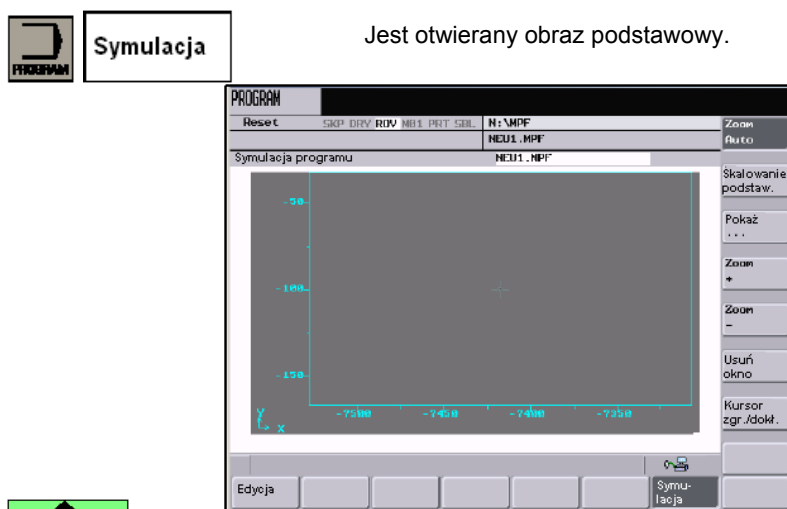 PROGRAM
Symulacja
Jest otwierany obraz podstawowy.
PROGRAM
Reset SKP DRY ROV M01 PRT SBL N:\MPF
NEU1.MPF
Symulacja programu NEU1.MPF
Zoom
Auto
Skalowanie
podstaw.
Pokaż
...
Zoom
+
Zoom
-
Usuń
okno
Kursor
zgr./dokł.
-50
-100
-150
Y
X
-7500 -7450 -7400 -7350
Edycja
Symu-
lacja